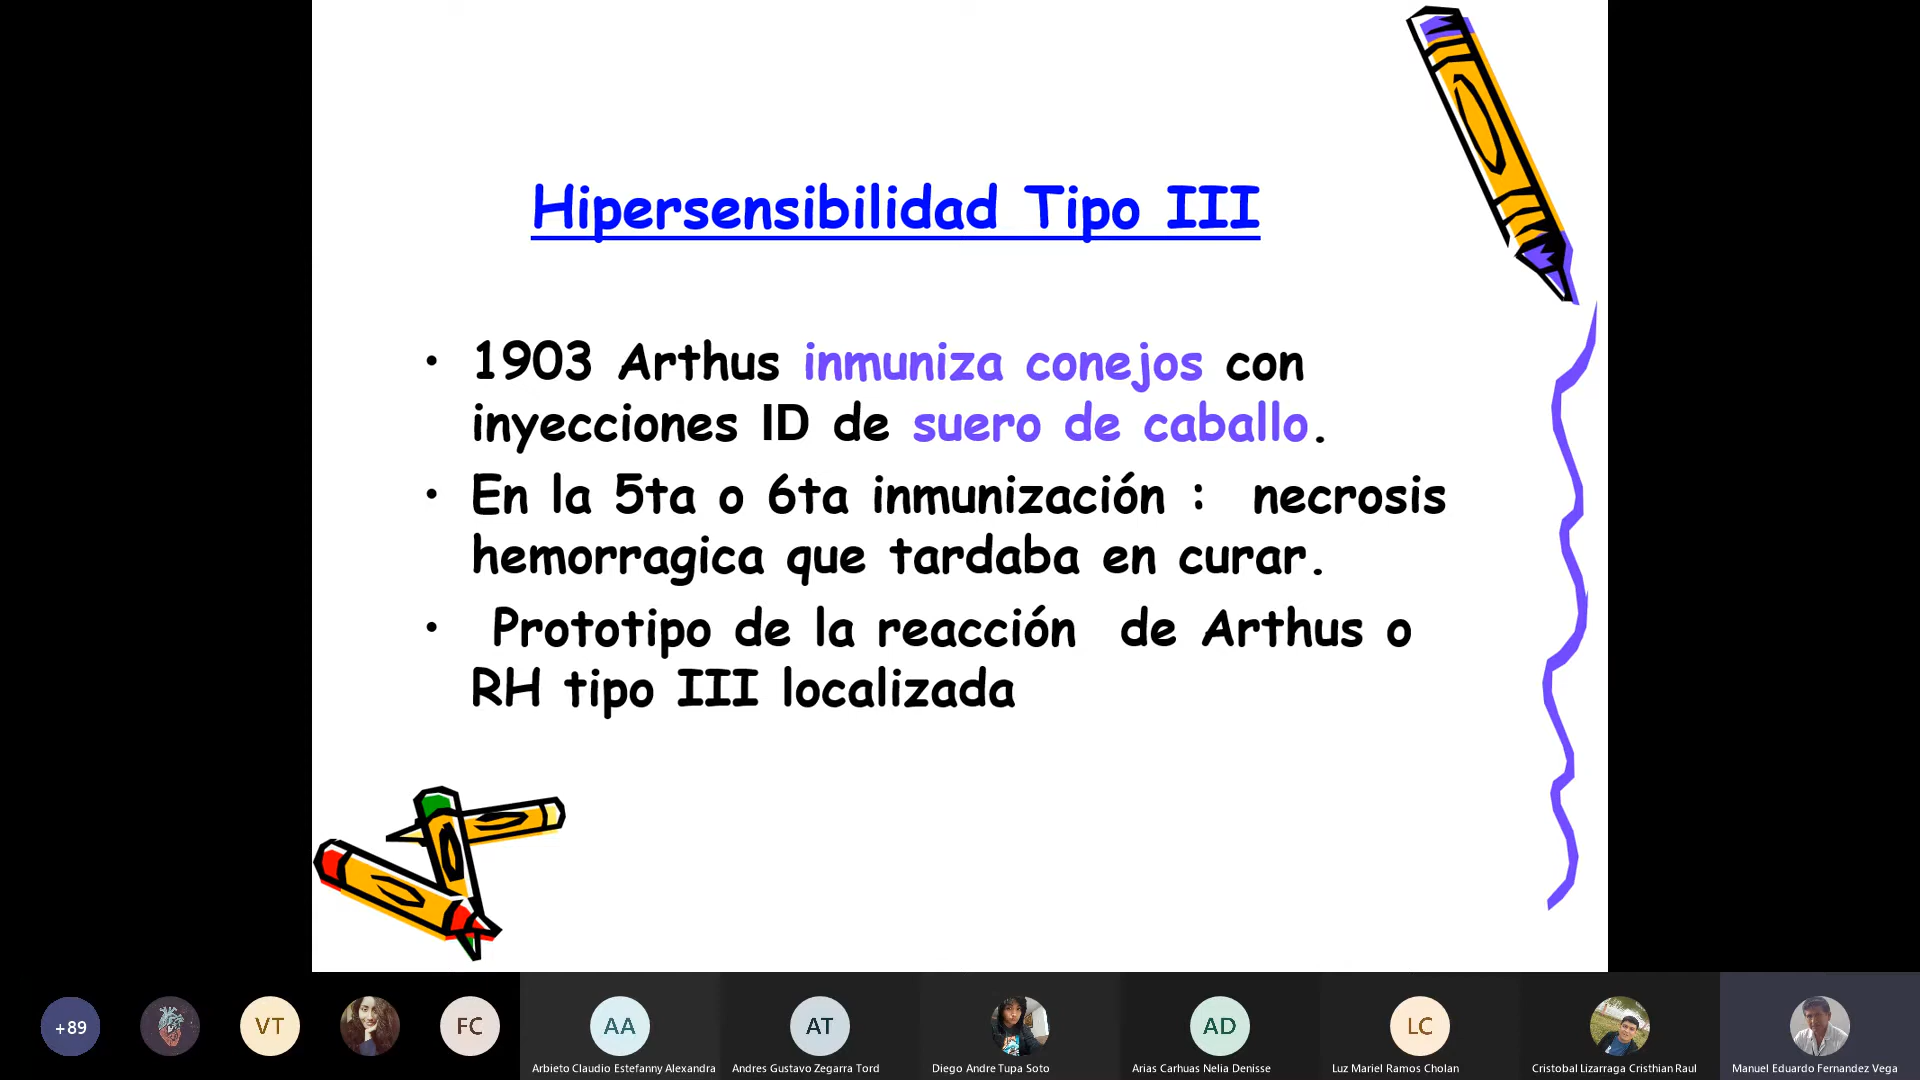 Hipersensibilidad Tipo III
• 1903 Arthus inmuniza conejos con
inyecciones ID de suero de caballo.
• En la 5ta o 6ta inmunización : necrosis
hemorragica que tardaba en curar.
• Prototipo de la reacción de Arthus o
RH tipo III localizada
+89
VT
FC
AA
AT
AD
LC
Arbieto Claudio Estefanny Alexandra
Andres Gustavo Zegarra Tord
Diego Andre Tupa Soto
Arias Carhuas Nelia Denisse
Luz Mariel Ramos Cholan
Cristobal Lizarraga Cristhian Raul
Manuel Eduardo Fernandez Vega